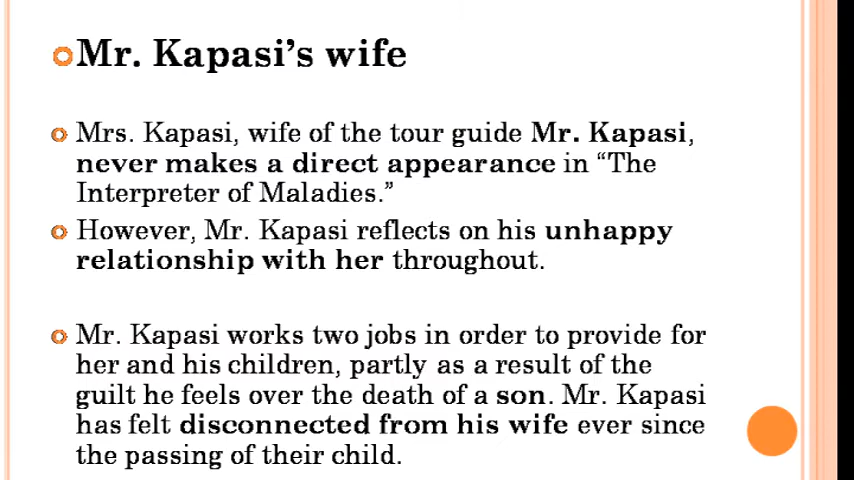 Mr. Kapasi’s wife
Mrs. Kapasi, wife of the tour guide Mr. Kapasi,
never makes a direct appearance in “The
Interpreter of Maladies.”
However, Mr. Kapasi reflects on his unhappy
relationship with her throughout.
Mr. Kapasi works two jobs in order to provide for
her and his children, partly as a result of the
guilt he feels over the death of a son. Mr. Kapasi
has felt disconnected from his wife ever since
the passing of their child.